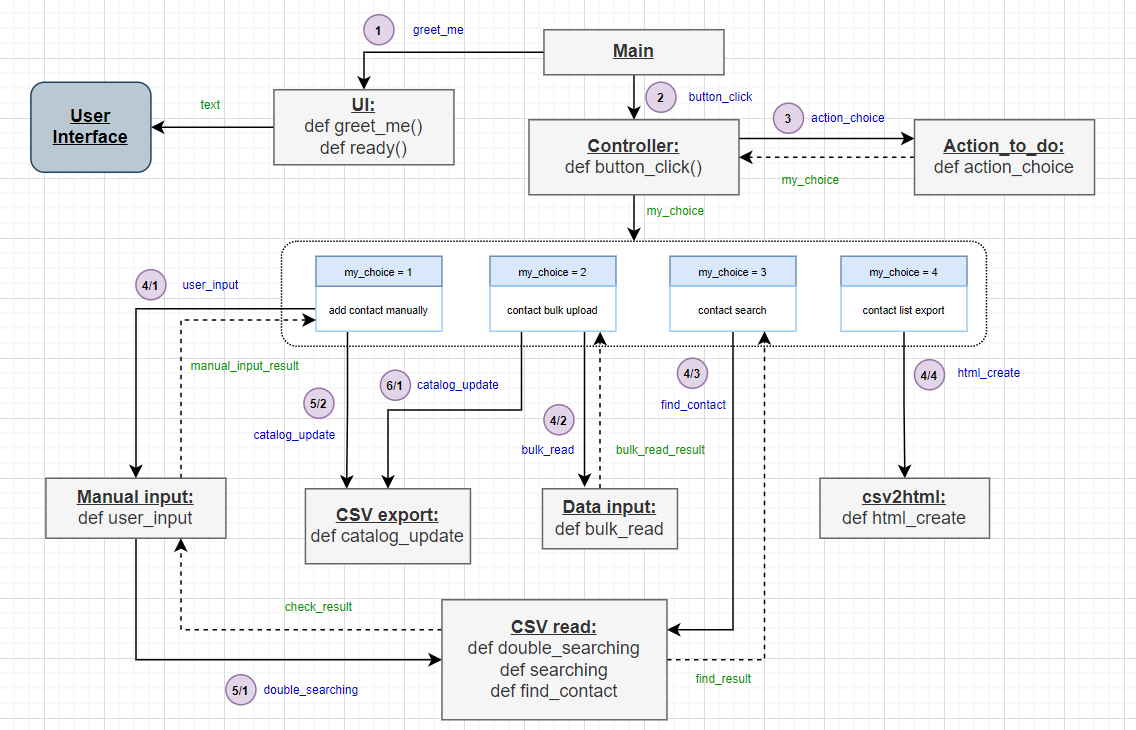 1
greet_me
Main
User
Interface
text
UI:
def greet_me()
def ready()
2
button_click
3
action_choice
Controller:
def button_click()
Action_to_do:
def action_choice
my_choice
my_choice
4/1
user_input
my_choice = 1
add contact manually
my_choice = 2
contact bulk upload
my_choice = 3
contact search
my_choice = 4
contact list export
manual_input_result
5/2
catalog_update
6/1
catalog_update
4/2
bulk_read
bulk_read_result
4/3
find_contact
4/4
html_create
Manual input:
def user_input
CSV export:
def catalog_update
Data input:
def bulk_read
csv2html:
def html_create
check_result
CSV read:
def double_searching
def searching
def find_contact
5/1
double_searching
find_result